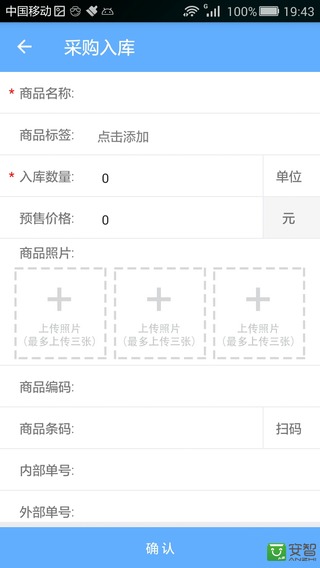 中国移动 G 100% 19:43
采购入库
* 商品名称:
商品标签: 点击添加
* 入库数量: 0 单位
预售价格: 0 元
商品照片:
上传照片 上传照片 上传照片
(最多上传三张) (最多上传三张) (最多上传三张)
商品编码:
商品条码: 扫码
内部单号:
外部单号:
确认
安智
ANZHI